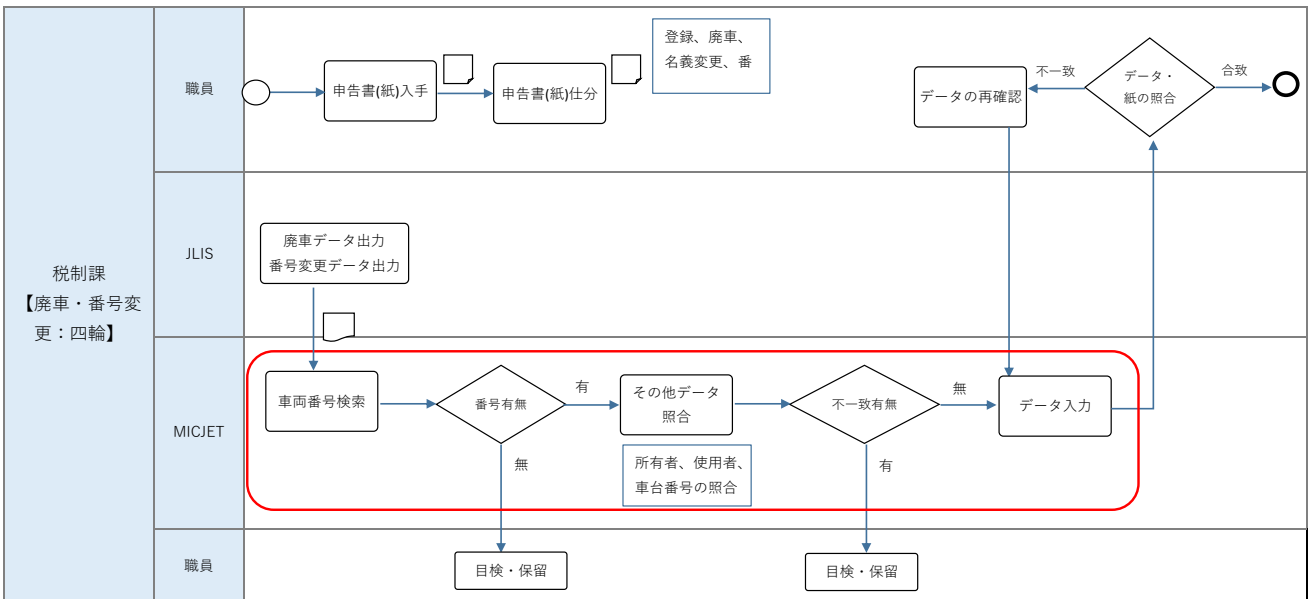 税制課
【廃車・番号変
更：四輪】
職員
申告書(紙)入手
申告書(紙)仕分
登録、廃車、
名義変更、番
データの再確認
不一致
データ・
紙の照合
合致
JLIS
廃車データ出力
番号変更データ出力
MICJET
車両番号検索
番号有無
有
無
その他データ
照合
所有者、使用者、
車台番号の照合
不一致有無
無
有
データ入力
職員
目検・保留
目検・保留